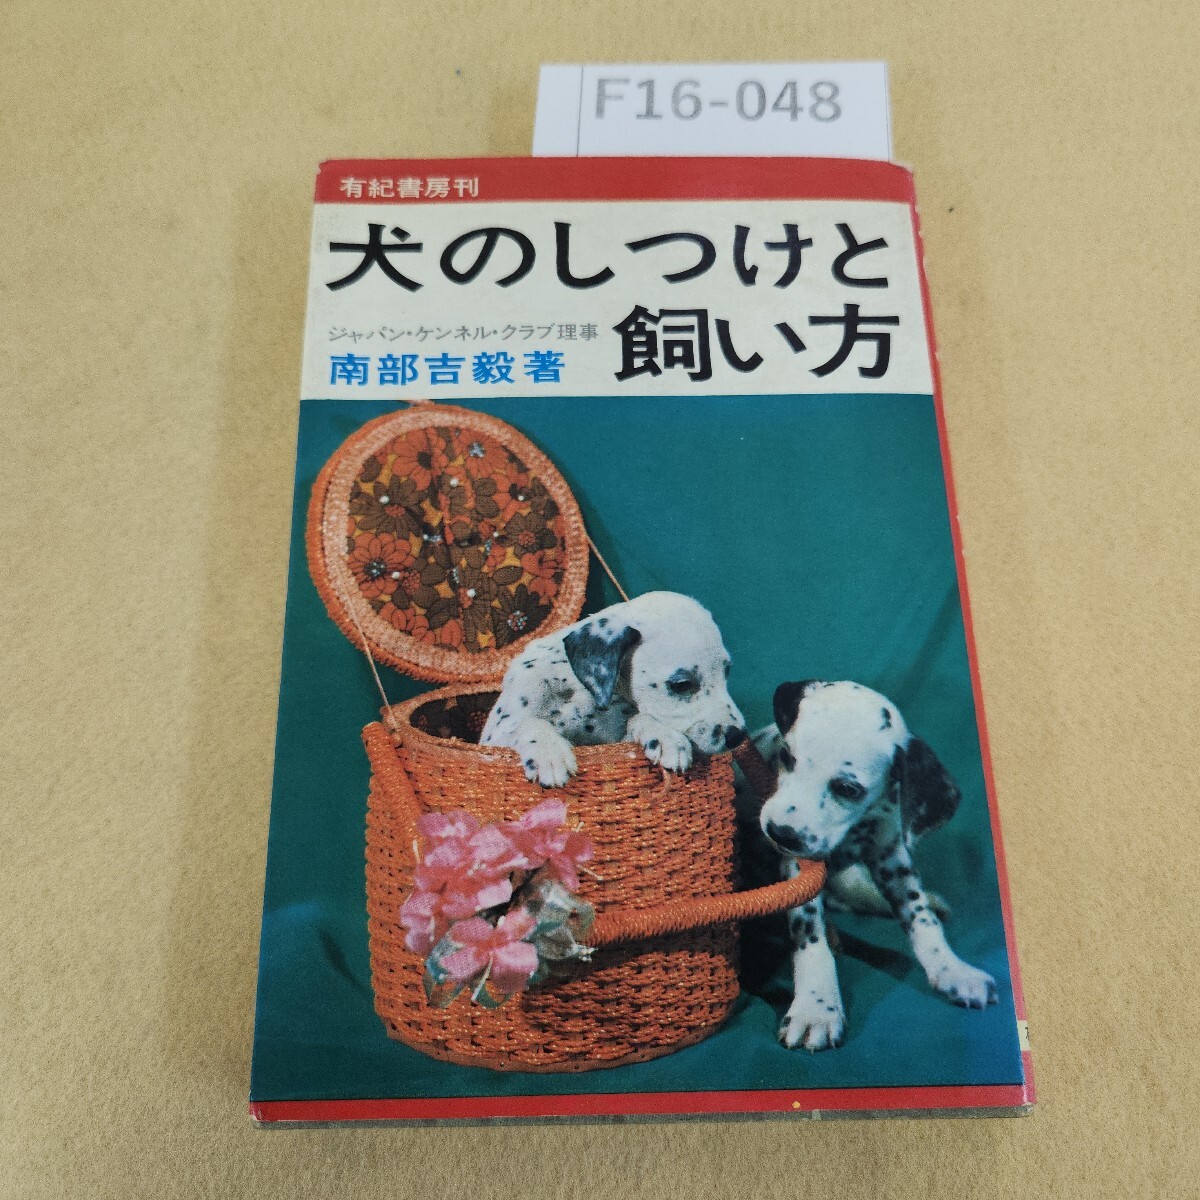 F16-048
有紀書房刊
犬のしつけと
飼い方
ジャパン・ケンネル・クラブ理事
南部吉毅著